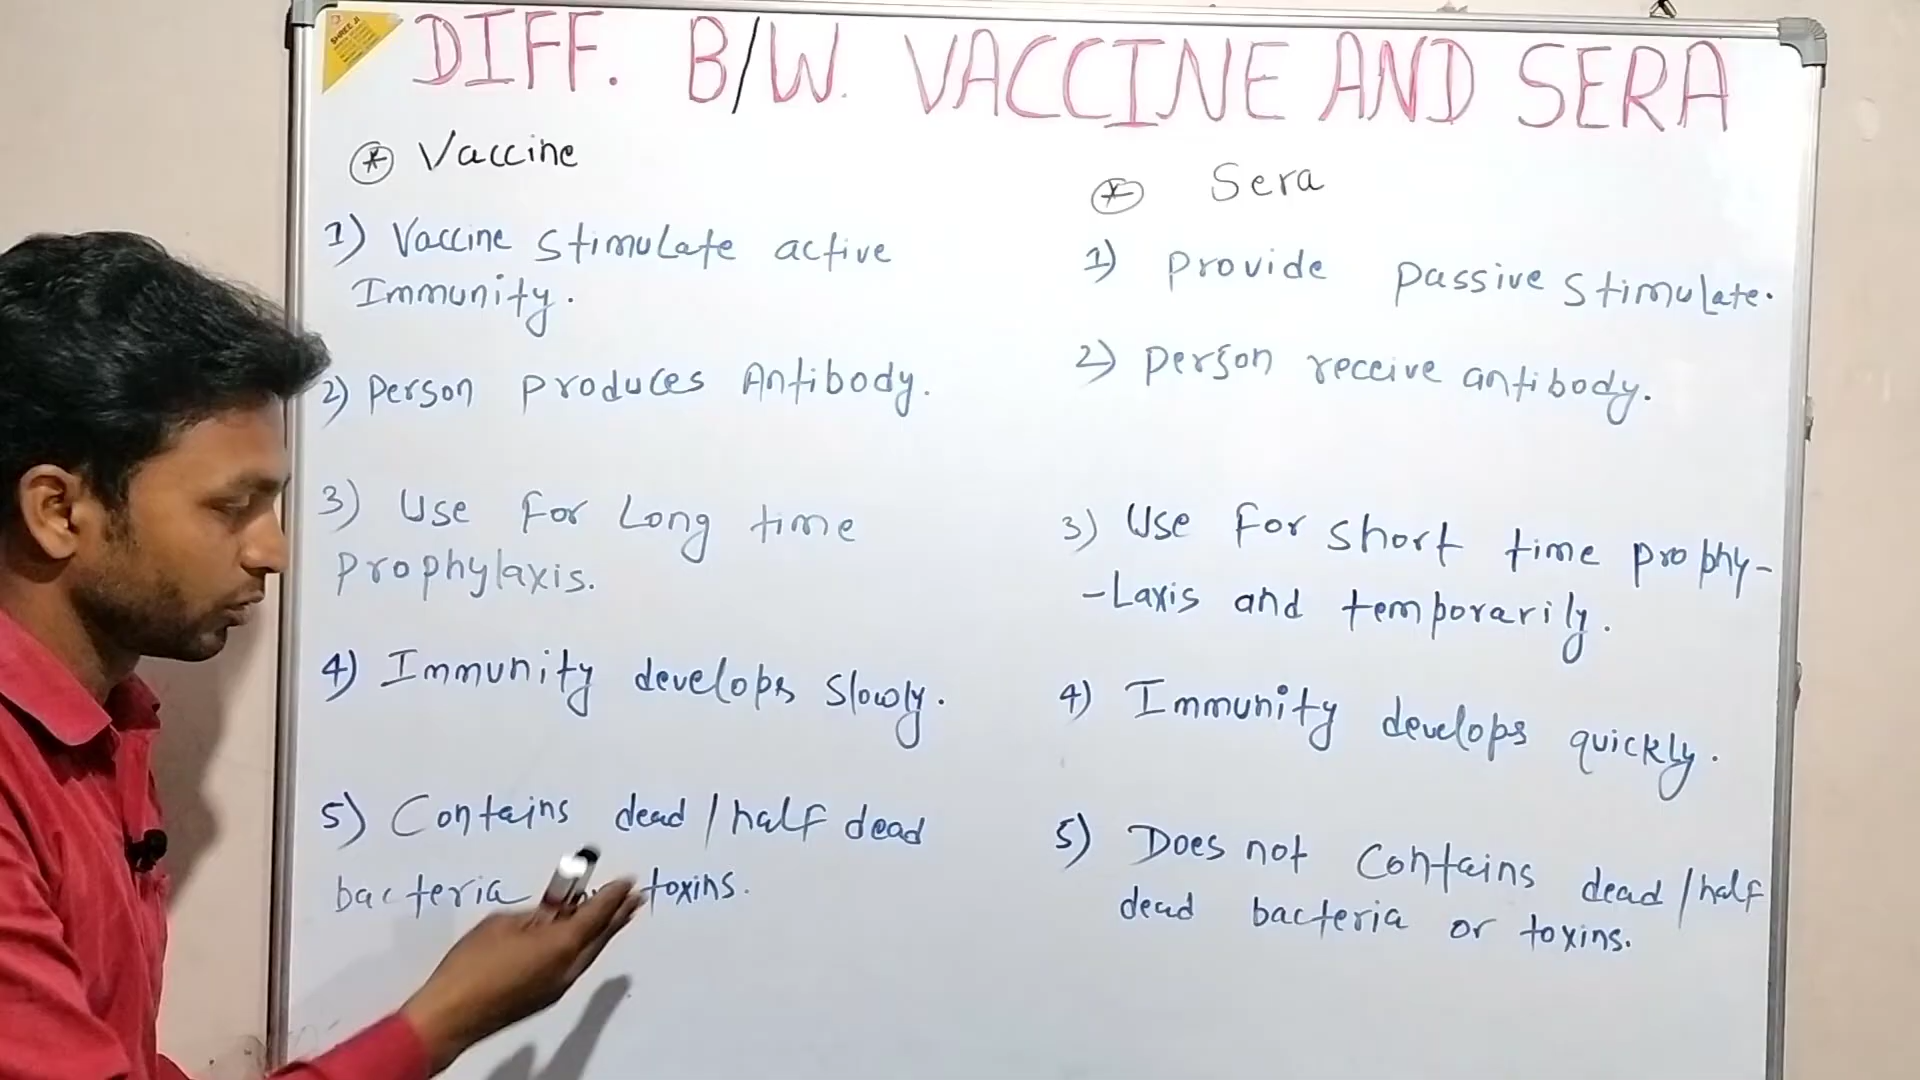 SHREE JI
DIFF. B/W. VACCINE AND SERA
Vaccine
1) Vaccine stimulate active
Immunity.
2) Person produces Antibody.
3) Use For Long time
Prophylaxis.
4) Immunity develops slowly.
5) Contains dead/half dead
bacteria toxins.
Sera
1) Provide passive stimulate.
2) Person receive antibody.
3) Use For short time prophy-
-Laxis and temporarily.
4) Immunity develops quickly.
5) Does not contains dead/half
dead bacteria or toxins.